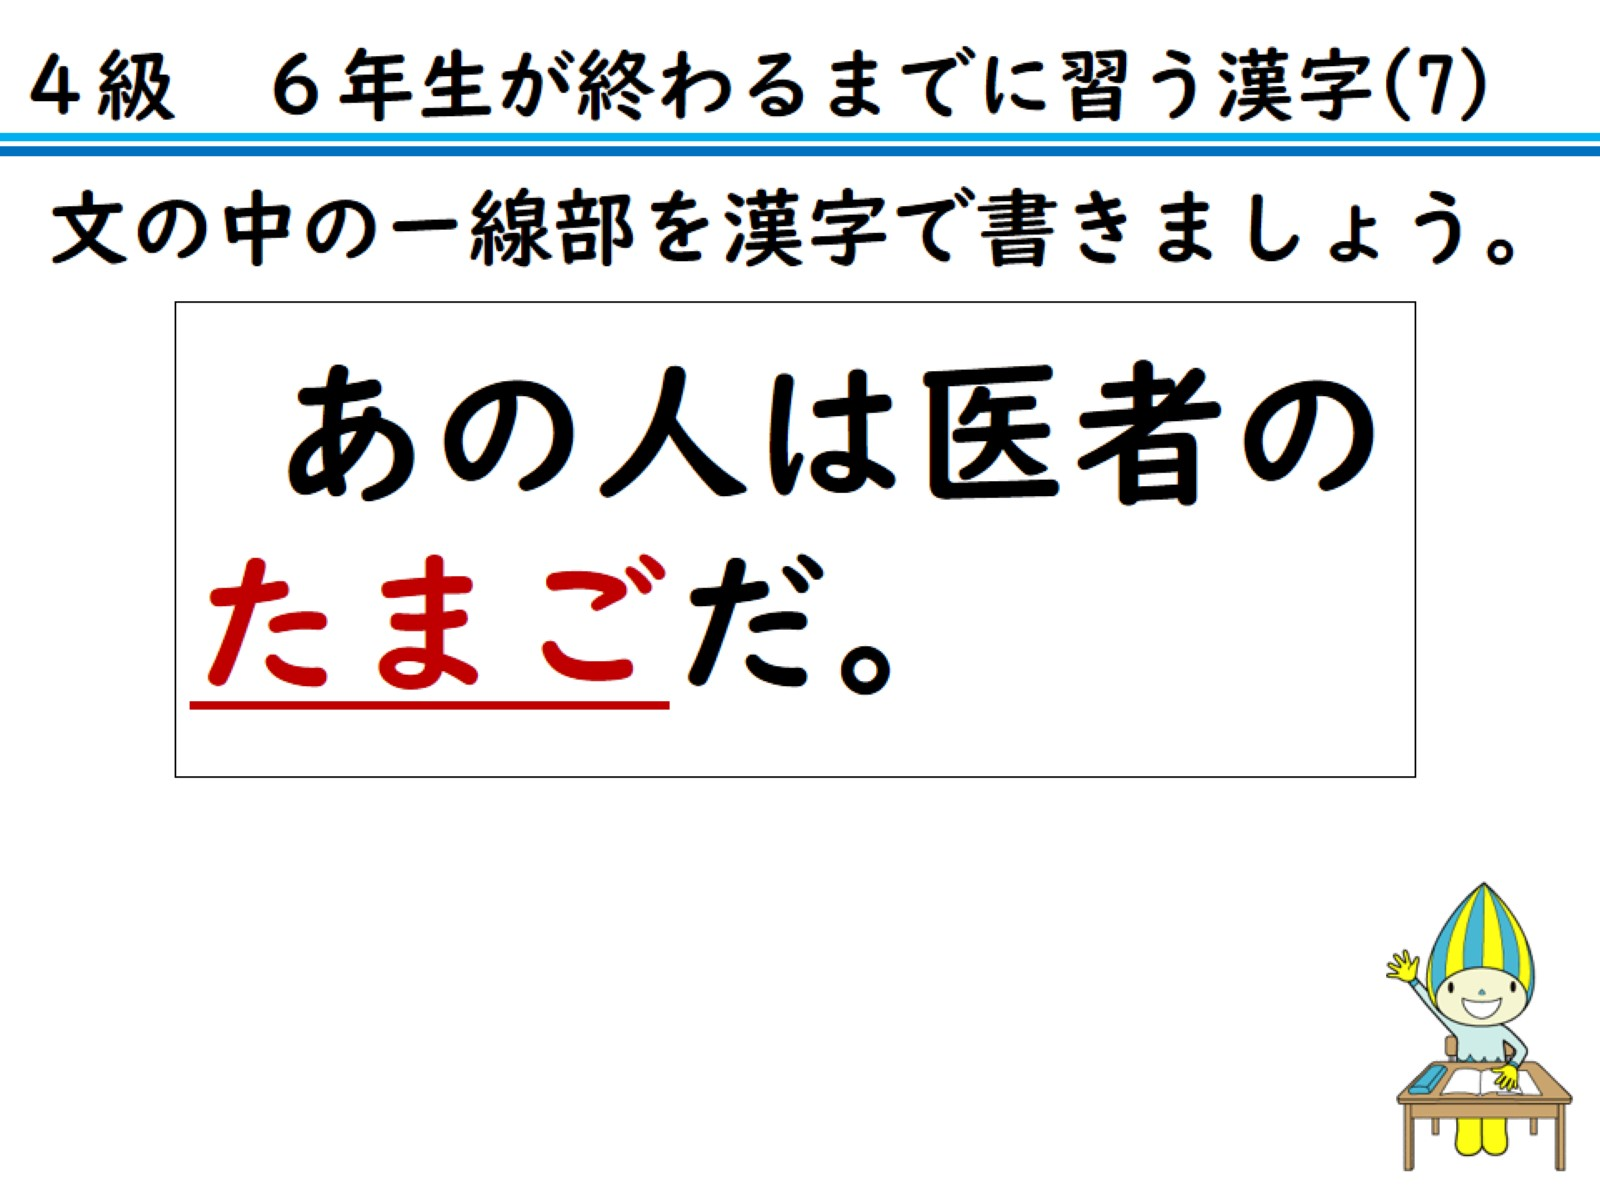 ４級　６年生が終わるまでに習う漢字(7)
文の中の一線部を漢字で書きましょう。
あの人は医者の
たまごだ。